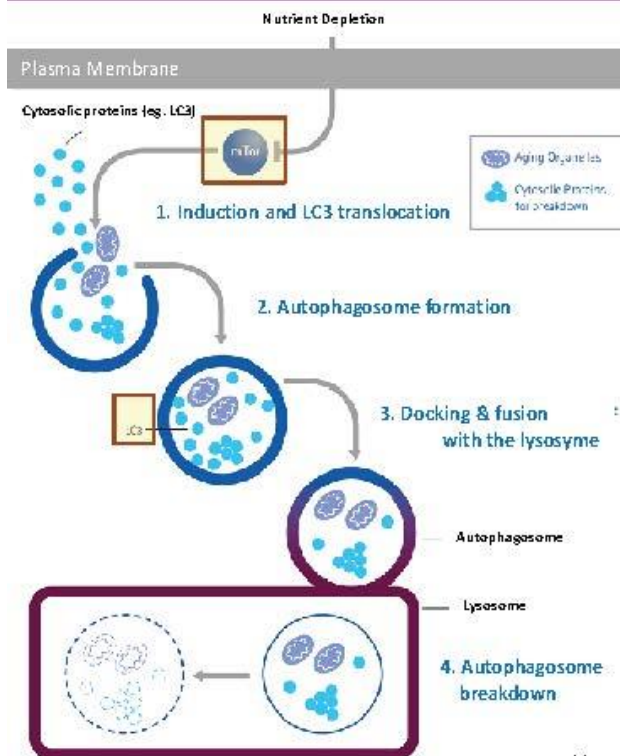 Nutrient Depletion
Plasma Membrane
Cytosolic proteins (eg. LC3)
mTor
Aging Organelles
Cytosolic Proteins
for breakdown
1. Induction and LC3 translocation
2. Autophagosome formation
LC3
3. Docking & fusion
with the lysosyme
Autophagosome
Lysosome
4. Autophagosome
breakdown